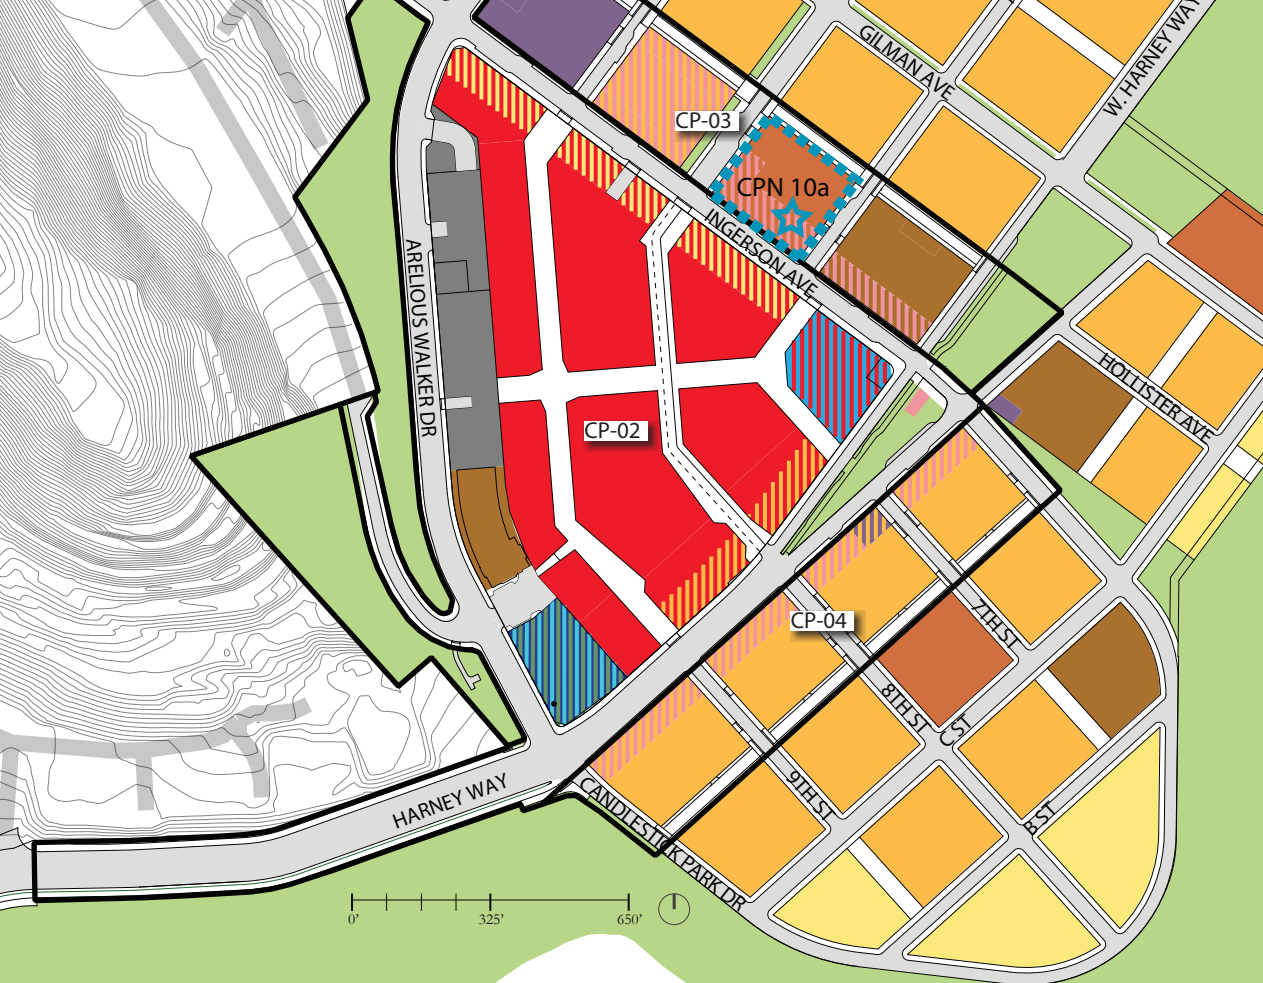 GILMAN AVE
W. HARNEY WAY
CP-03
CPN 10a
INGERSON AVE
ARELIOUS WALKER DR
HOLLISTER AVE
CP-02
7TH ST
CP-04
8TH ST
C ST
9TH ST
B ST
HARNEY WAY
CANDLESTICK PARK DR
0'
325'
650'